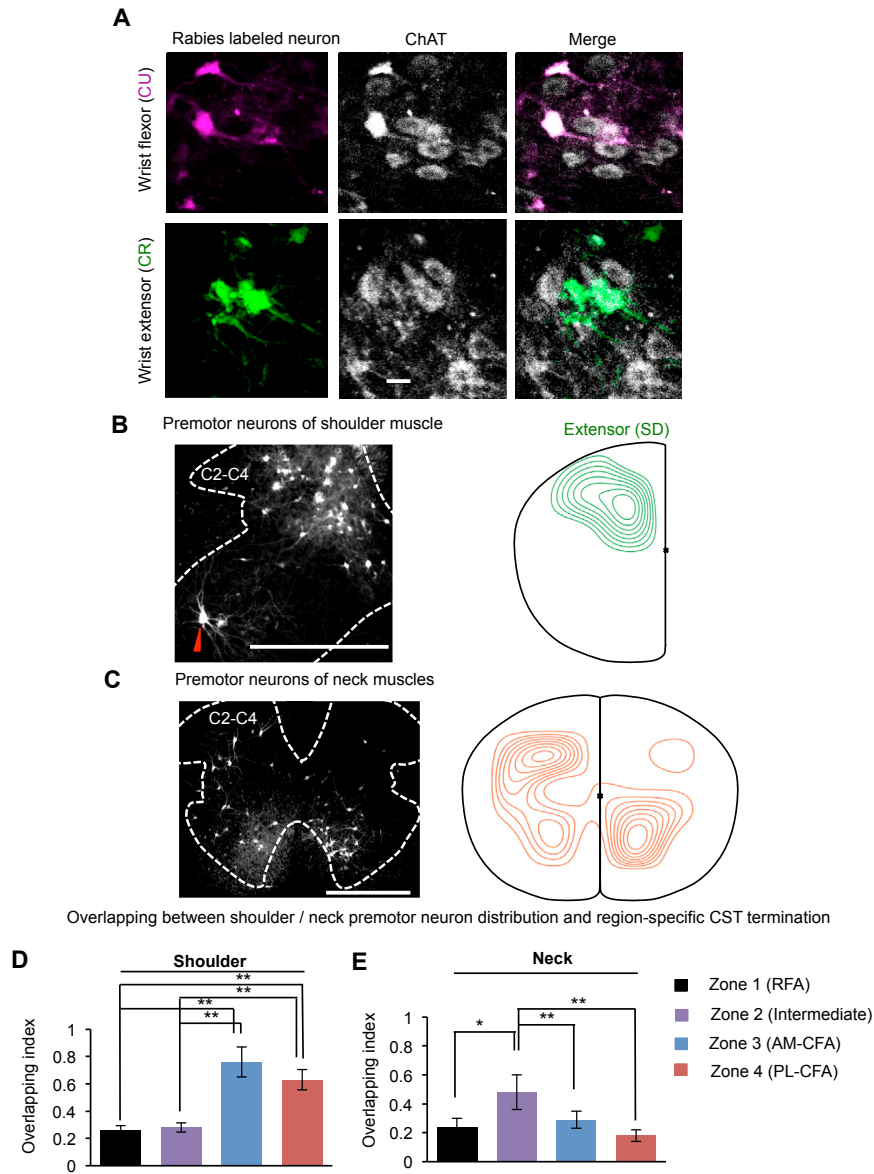 A
Rabies labeled neuron
ChAT
Merge
Wrist flexor (CU)
Wrist extensor (CR)
B
Premotor neurons of shoulder muscle
Extensor (SD)
C2-C4
C
Premotor neurons of neck muscles
C2-C4
Overlapping between shoulder / neck premotor neuron distribution and region-specific CST termination
D
Shoulder
**
**
**
**
Overlapping index
1
0.8
0.6
0.4
0.2
0
E
Neck
*
**
**
Overlapping index
1
0.8
0.6
0.4
0.2
0
Zone 1 (RFA)
Zone 2 (Intermediate)
Zone 3 (AM-CFA)
Zone 4 (PL-CFA)